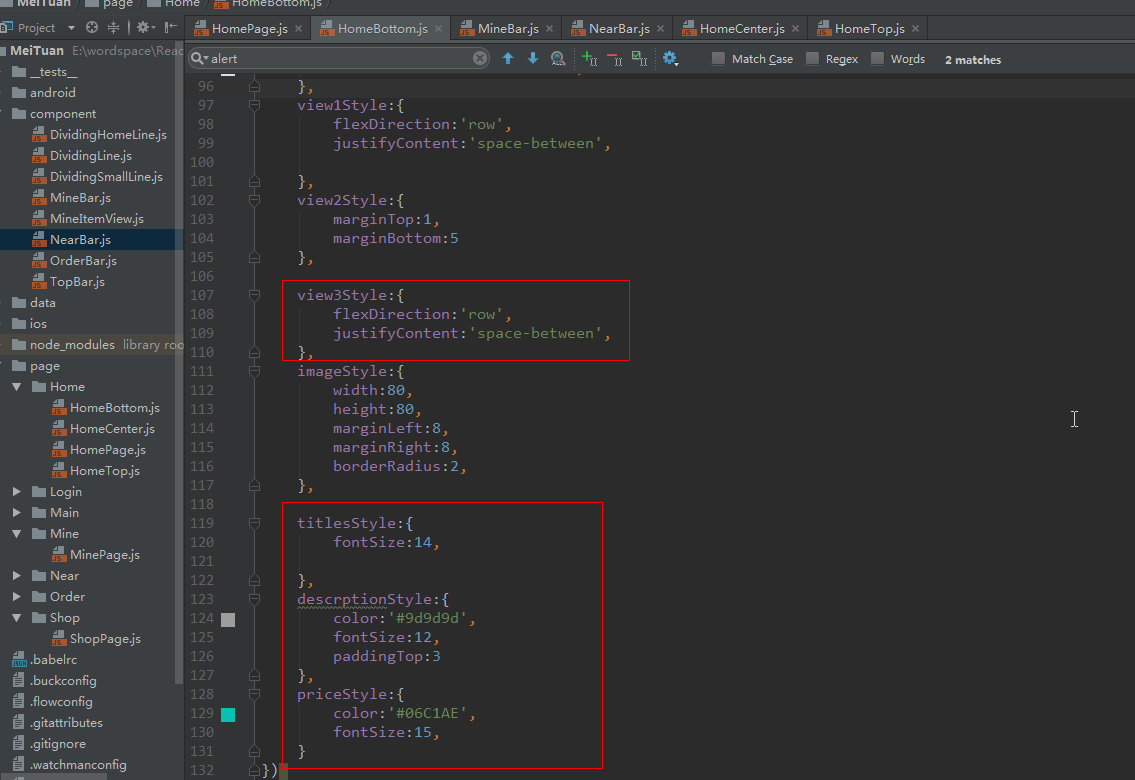 MeiTuan page Home HomeBottom.js
Project HomePage.js HomeBottom.js MineBar.js NearBar.js HomeCenter.js HomeTop.js
alert Match Case Regex Words 2 matches
MeiTuan E:\wordspace\Reac
__tests__
android
component
DividingHomeLine.js
DividingLine.js
DividingSmallLine.js
MineBar.js
MineItemView.js
NearBar.js
OrderBar.js
TopBar.js
data
ios
node_modules library roo
page
Home
HomeBottom.js
HomeCenter.js
HomePage.js
HomeTop.js
Login
Main
Mine
MinePage.js
Near
Order
Shop
ShopPage.js
.babelrc
.buckconfig
.flowconfig
.gitattributes
.gitignore
.watchmanconfig
96 },
97 view1Style:{
98 flexDirection:'row',
99 justifyContent:'space-between',
100
101 },
102 view2Style:{
103 marginTop:1,
104 marginBottom:5
105 },
106
107 view3Style:{
108 flexDirection:'row',
109 justifyContent:'space-between',
110 },
111 imageStyle:{
112 width:80,
113 height:80,
114 marginLeft:8,
115 marginRight:8,
116 borderRadius:2,
117 },
118
119 titlesStyle:{
120 fontSize:14,
121
122 },
123 descrptionStyle:{
124 color:'#9d9d9d',
125 fontSize:12,
126 paddingTop:3
127 },
128 priceStyle:{
129 color:'#06C1AE',
130 fontSize:15,
131 }
132 })